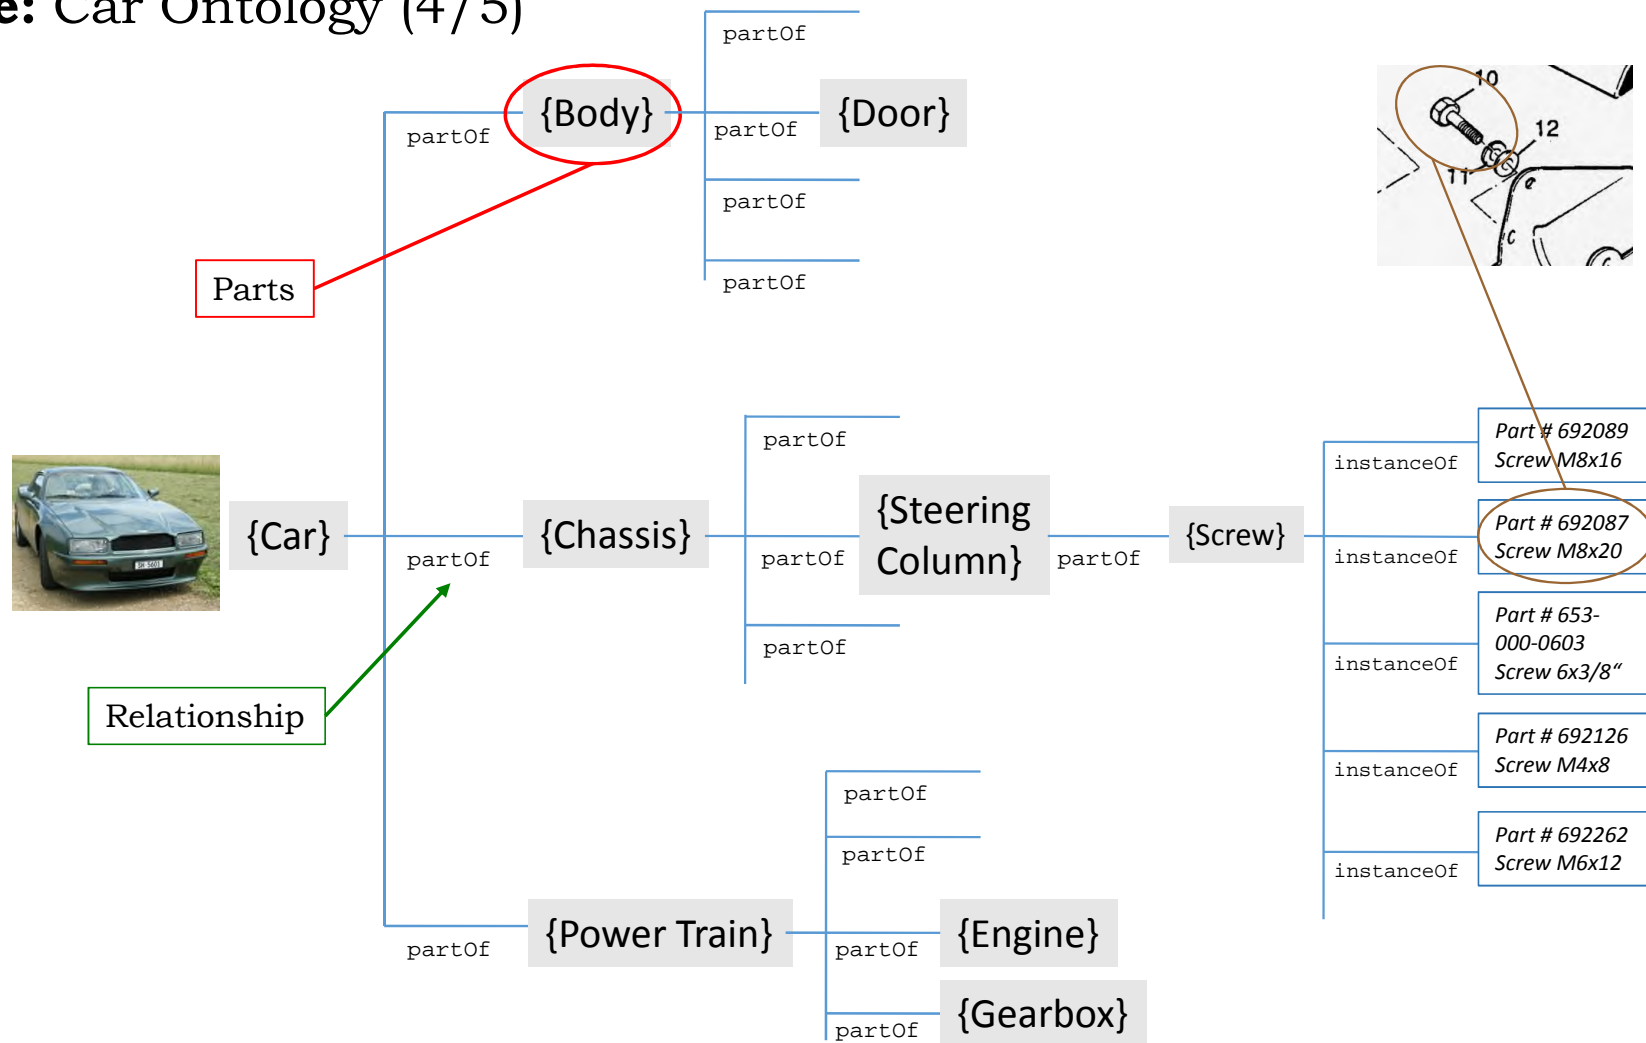 e: Car Ontology (4/5)
partOf
{Body}
partOf
partOf
{Door}
partOf
partOf
Parts
10
12
11
C
partOf
{Car}
partOf
{Chassis}
partOf
{Steering
Column}
partOf
{Screw}
partOf
Relationship
instanceOf
Part # 692089
Screw M8x16
instanceOf
Part # 692087
Screw M8x20
instanceOf
Part # 653-
000-0603
Screw 6x3/8“
instanceOf
Part # 692126
Screw M4x8
instanceOf
Part # 692262
Screw M6x12
partOf
partOf
partOf
{Power Train}
partOf
{Engine}
partOf
{Gearbox}